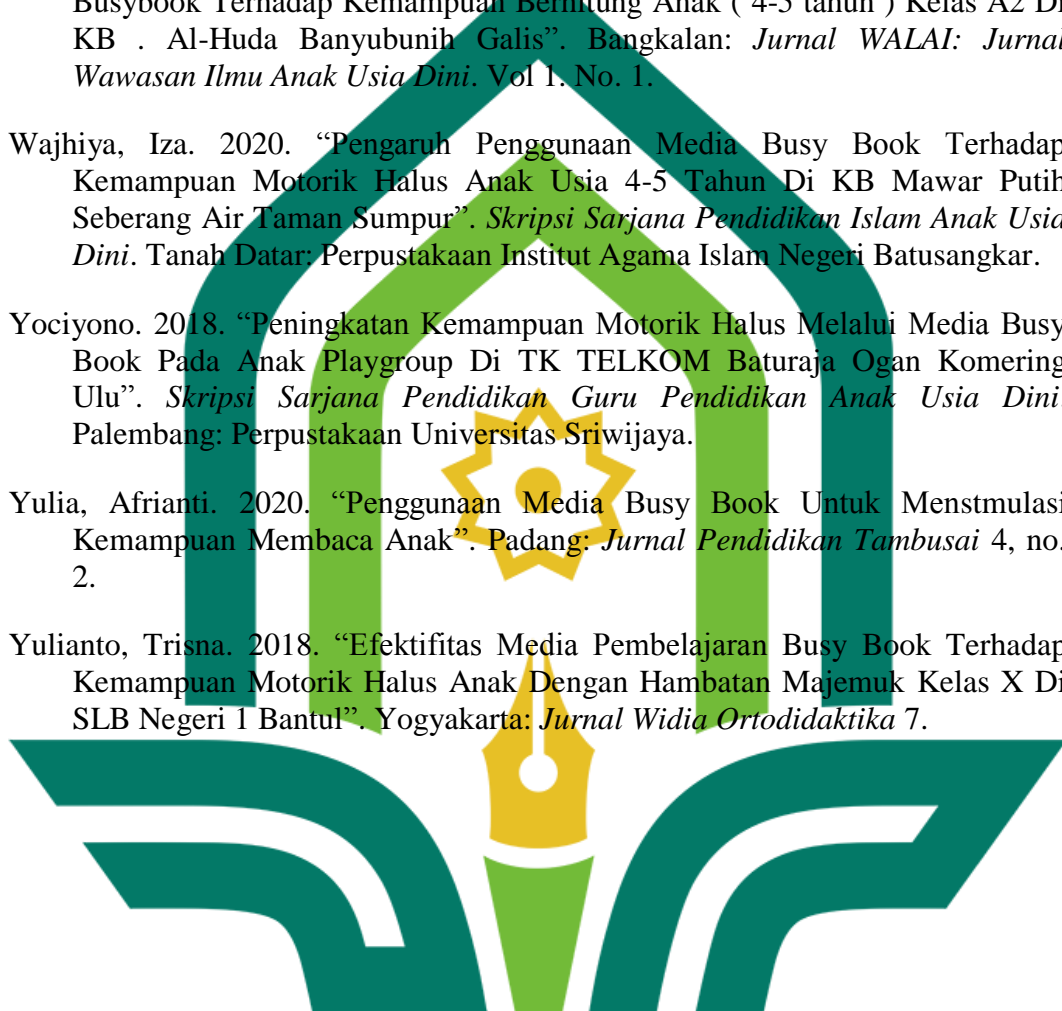 Busybook Terhadap Kemampuan Berhitung Anak ( 4-5 tahun ) Kelas A2 Di
KB . Al-Huda Banyubunih Galis”. Bangkalan: Jurnal WALAI: Jurnal
Wawasan Ilmu Anak Usia Dini. Vol 1. No. 1.
Wajhiya, Iza. 2020. “Pengaruh Penggunaan Media Busy Book Terhadap
Kemampuan Motorik Halus Anak Usia 4-5 Tahun Di KB Mawar Putih
Seberang Air Taman Sumpur”. Skripsi Sarjana Pendidikan Islam Anak Usia
Dini. Tanah Datar: Perpustakaan Institut Agama Islam Negeri Batusangkar.
Yociyono. 2018. “Peningkatan Kemampuan Motorik Halus Melalui Media Busy
Book Pada Anak Playgroup Di TK TELKOM Baturaja Ogan Komering
Ulu”. Skripsi Sarjana Pendidikan Guru Pendidikan Anak Usia Dini.
Palembang: Perpustakaan Universitas Sriwijaya.
Yulia, Afrianti. 2020. “Penggunaan Media Busy Book Untuk Menstmulasi
Kemampuan Membaca Anak”. Padang: Jurnal Pendidikan Tambusai 4, no.
2.
Yulianto, Trisna. 2018. “Efektifitas Media Pembelajaran Busy Book Terhadap
Kemampuan Motorik Halus Anak Dengan Hambatan Majemuk Kelas X Di
SLB Negeri 1 Bantul”. Yogyakarta: Jurnal Widia Ortodidaktika 7.